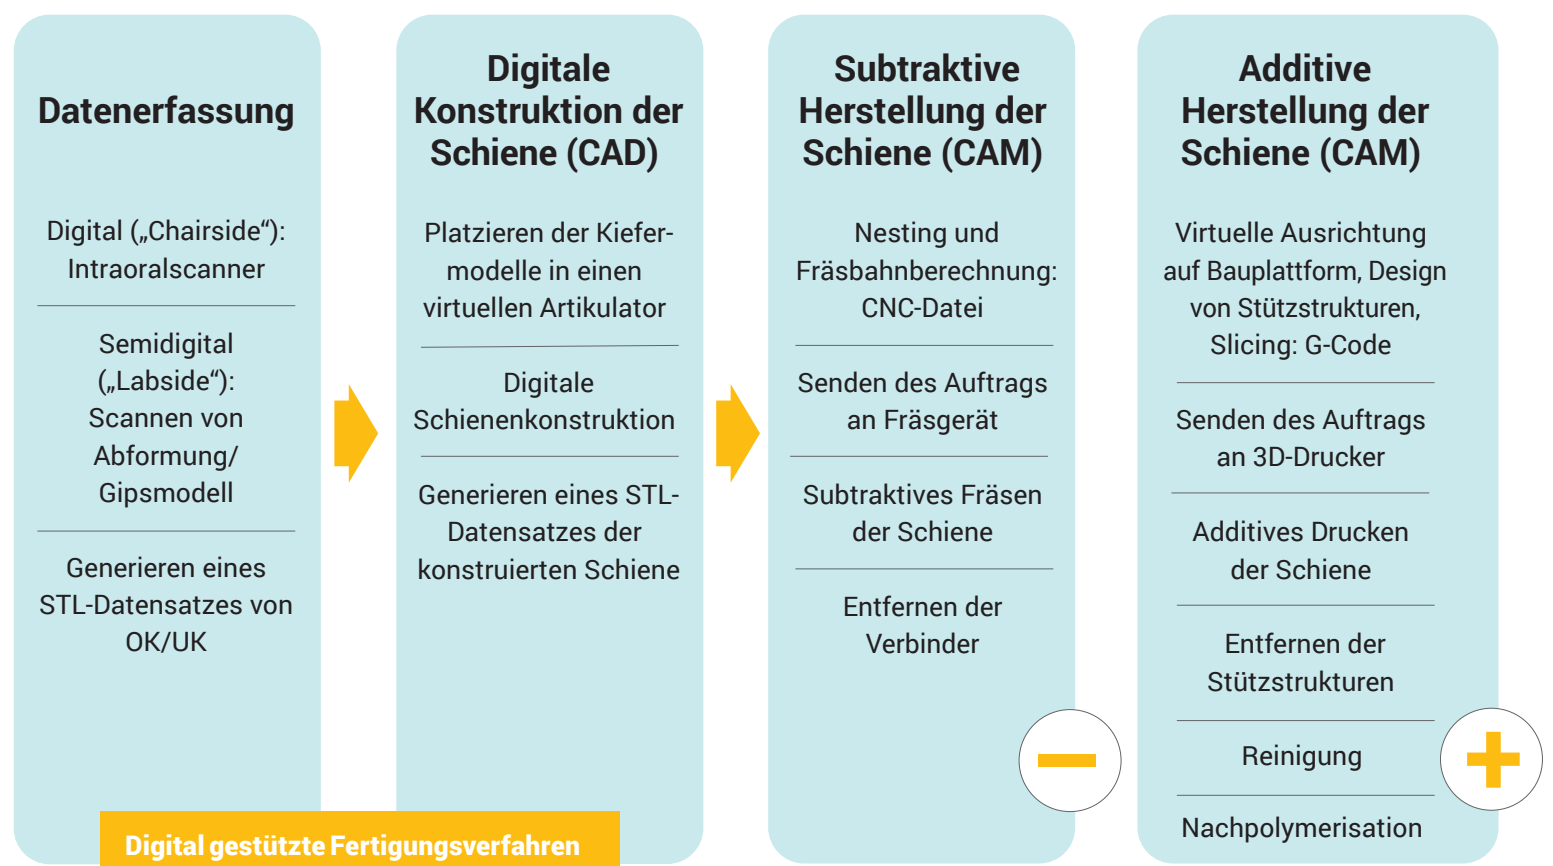 Datenerfassung
Digital („Chairside“):
Intraoralscanner
Semidigital
(„Labside“):
Scannen von
Abformung/
Gipsmodell
Generieren eines
STL-Datensatzes von
OK/UK
Digitale
Konstruktion der
Schiene (CAD)
Platzieren der Kiefer-
modelle in einen
virtuellen Artikulator
Digitale
Schienenkonstruktion
Generieren eines STL-
Datensatzes der
konstruierten Schiene
Subtraktive
Herstellung der
Schiene (CAM)
Nesting und
Fräsbahnberechnung:
CNC-Datei
Senden des Auftrags
an Fräsgerät
Subtraktives Fräsen
der Schiene
Entfernen der
Verbinder
Additive
Herstellung der
Schiene (CAM)
Virtuelle Ausrichtung
auf Bauplattform, Design
von Stützstrukturen,
Slicing: G-Code
Senden des Auftrags
an 3D-Drucker
Additives Drucken
der Schiene
Entfernen der
Stützstrukturen
Reinigung
Nachpolymerisation
Digital gestützte Fertigungsverfahren